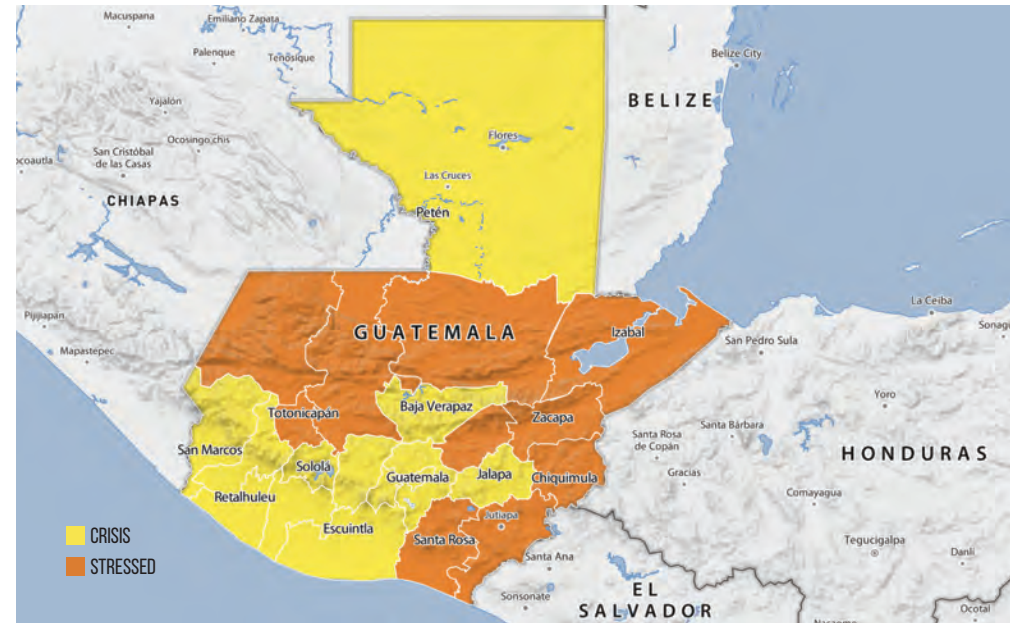 Macuspana
Emiliano Zapata
Palenque
Tenosique
Belize City
BELIZE
Yajalón
Ocosingo,chis
Flores
San Cristóbal
de las Casas
ocoautla
Las Cruces
CHIAPAS
Petén
La Ceiba
Pijijiapan
GUATEMALA
Izabal
San Pedro Sula
Mapastepec
Yoro
Baja Verapaz
Totonicapán
Zacapa
Santa Bárbara
Santa Rosa
de Copán
San Marcos
HONDURAS
Sololá
Guatemala
Jalapa
Chiquimula
Gracias
Retalhuleu
Comayagua
Jutiapa
Escuintla
CRISIS
Santa Rosa
Tegucigalpa
Danlí
Santa Ana
STRESSED
EL
SALVADOR
Sonsonate
Ocotal